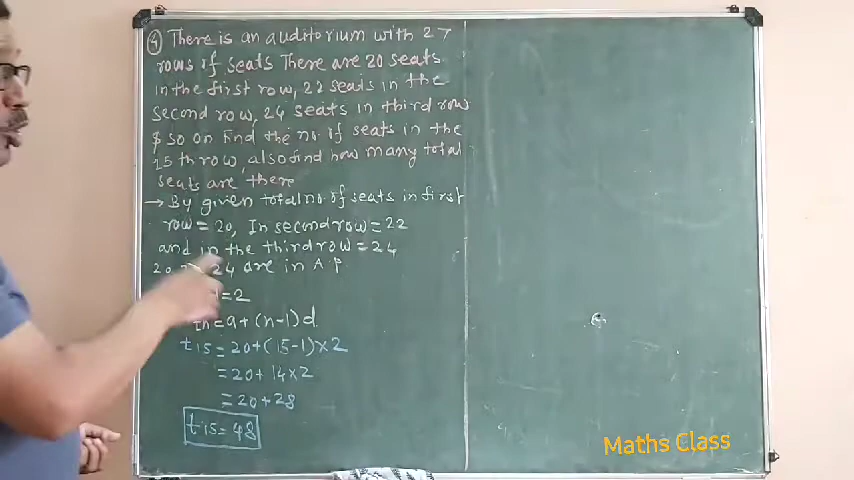 (4) There is an auditorium with 27
rows of seats There are 20 seats
in the first row, 22 seats in the
second row, 24 seats in third row
& so on Find the no. of seats in the
15 th row, also find how many total
seats are there
→ By given total no. of seats in first
row = 20, In second row = 22
and in the third row = 24
20 24 are in A.P.
= 2
tn = a + (n-1) d
t15 = 20 + (15-1) × 2
= 20 + 14 × 2
= 20 + 28
t15 = 48
Maths Class